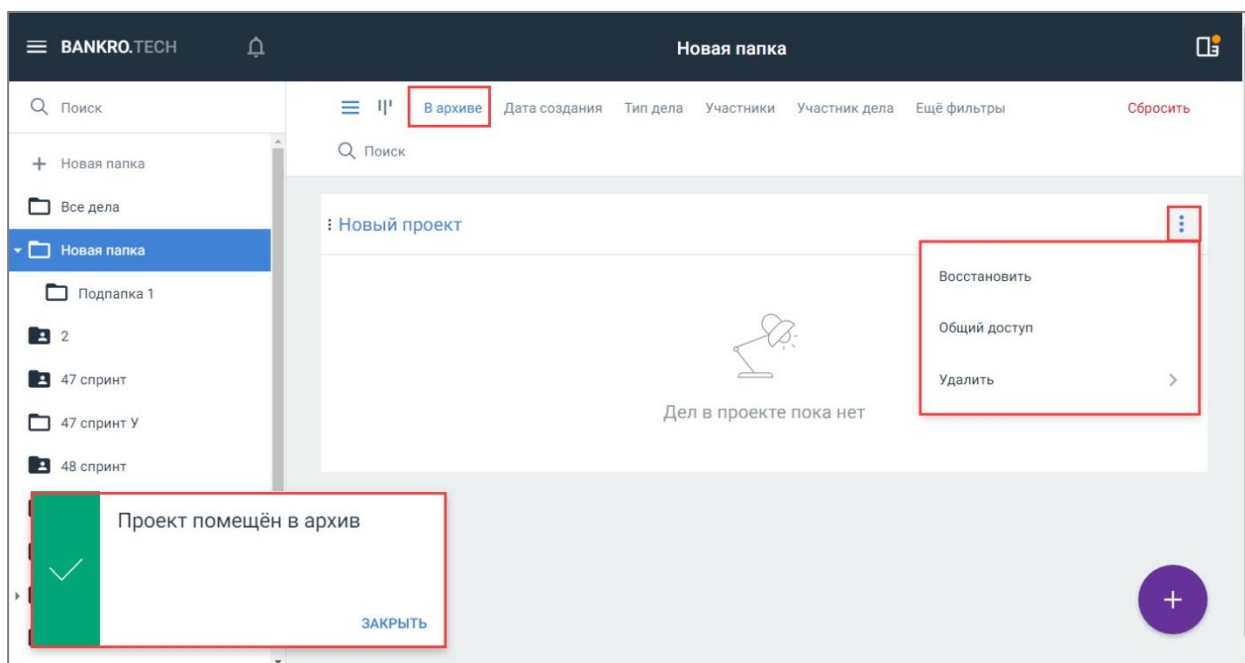 BANKRO.TECH
Новая папка
Поиск
В архиве Дата создания Тип дела Участники Участник дела Ещё фильтры Сбросить
Поиск
Новая папка
Все дела
Новая папка
Подпапка 1
2
47 спринт
47 спринт У
48 спринт
Новый проект
Восстановить
Общий доступ
Удалить
Дел в проекте пока нет
Проект помещён в архив
ЗАКРЫТЬ